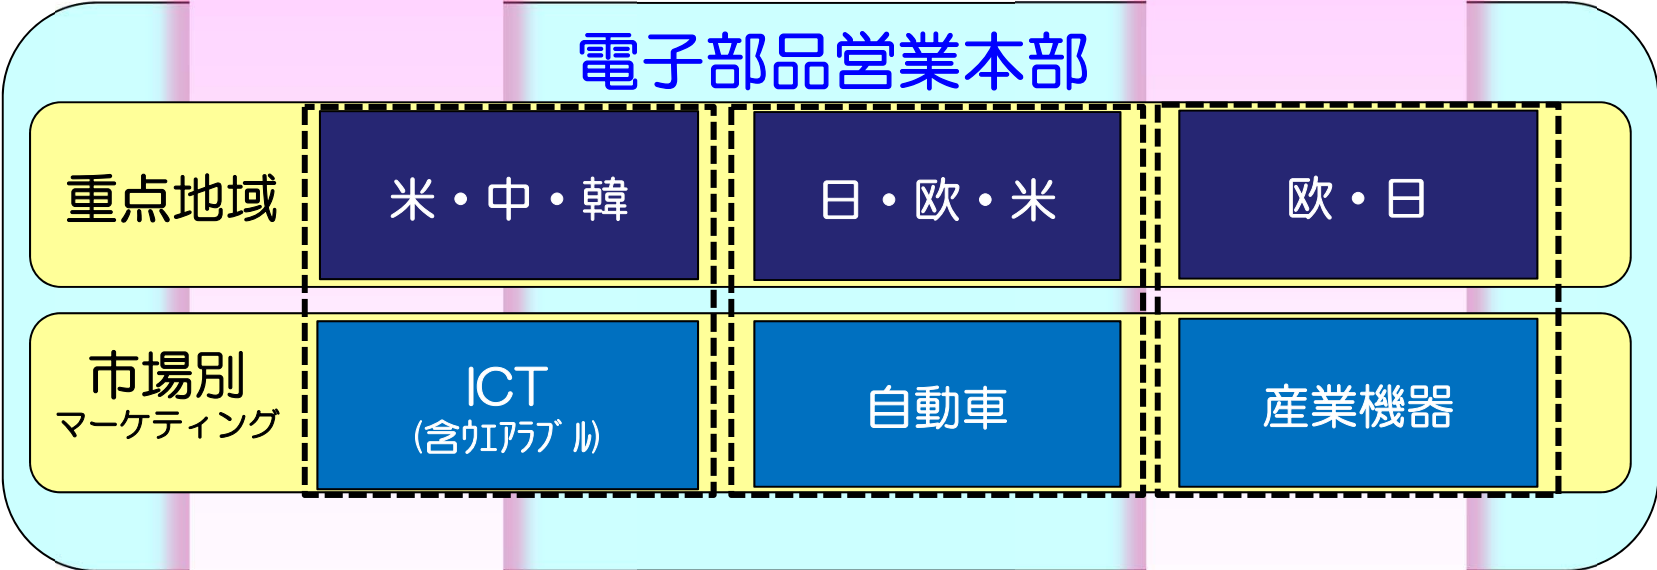 電子部品営業本部
重点地域
米・中・韓
日・欧・米
欧・日
市場別
マーケティング
ICT
(含ｳｴｱﾗﾌﾞﾙ)
自動車
産業機器